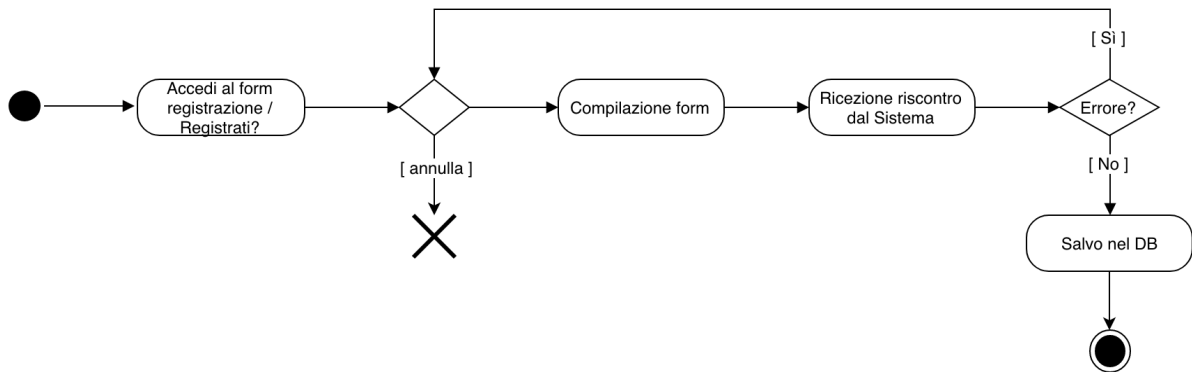 [ Sì ]
Accedi al form
registrazione /
Registrati?
Compilazione form
Ricezione riscontro
dal Sistema
Errore?
[ annulla ]
[ No ]
Salvo nel DB